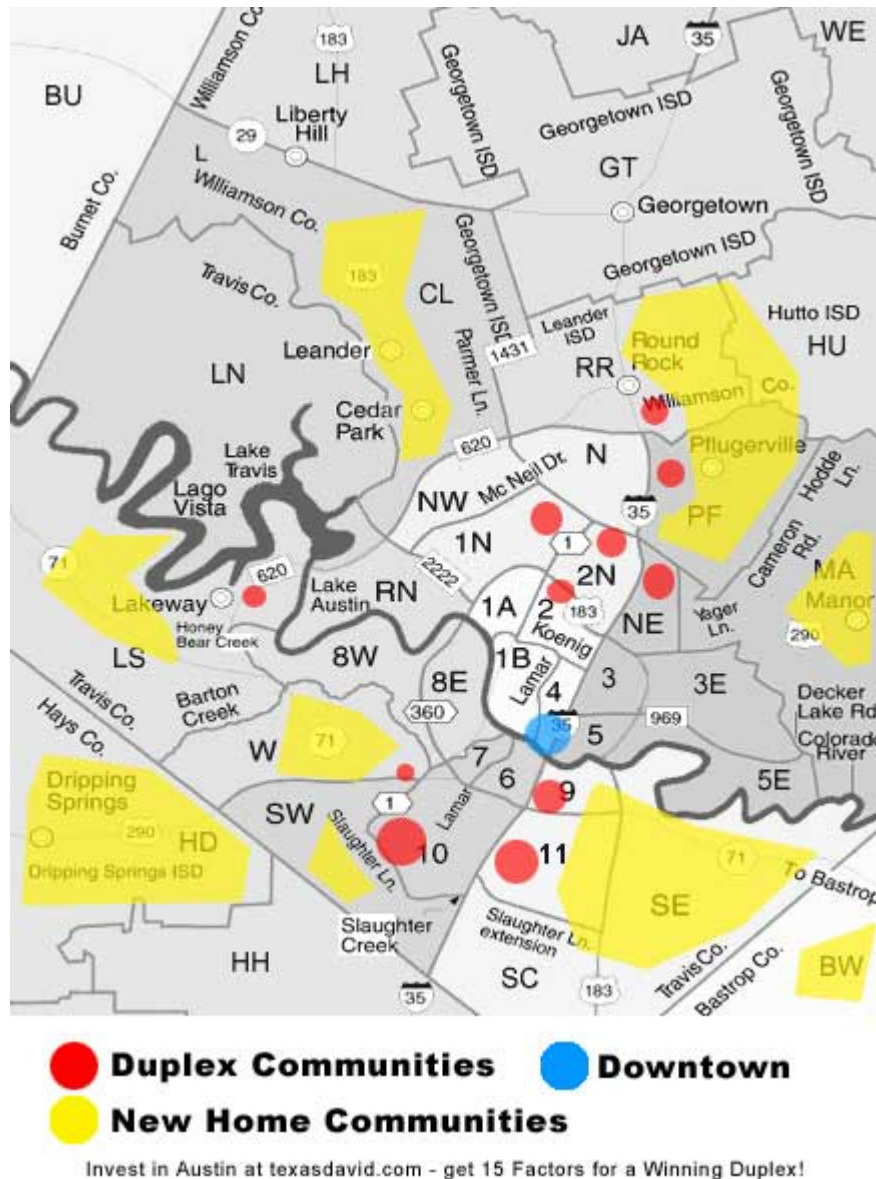 183
JA
35
WE
LH
BU
Williamson Co.
Georgetown ISD
Georgetown ISD
Georgetown ISD
Liberty
Hill
29
GT
L
Williamson Co.
Georgetown
Burnet Co.
Georgetown ISD
Georgetown ISD
Travis Co.
183
CL
Hutto ISD
HU
Leander
ISD
Round
Rock
1431
Leander
Parmer Ln.
LN
RR
Williamson Co.
Cedar
Park
620
N
Pflugerville
Lake
Travis
Mc Neil Dr.
Hodde
Ln.
Lago
Vista
NW
35
PF
Cameron
Rd.
71
1N
1
MA
620
2222
2N
Lake
Austin
RN
Lakeway
1A
2
183
NE
Yager
Ln.
Manor
290
Honey
Bear Creek
Koenig
LS
8W
1B
Lamar
8E
4
3
3E
Travis Co.
Hays Co.
Barton
Creek
360
35
5
969
Decker
Lake Rd
Colorado
River
W
71
7
6
5E
Dripping
Springs
9
SW
1
Lamar
290
HD
Slaughter Ln.
10
11
71
Dripping Springs ISD
To Bastrop
SE
Slaughter
Creek
Slaughter Ln.
extension
HH
SC
35
183
Travis Co.
Bastrop Co.
BW
Duplex Communities
Downtown
New Home Communities
Invest in Austin at texasdavid.com - get 15 Factors for a Winning Duplex!